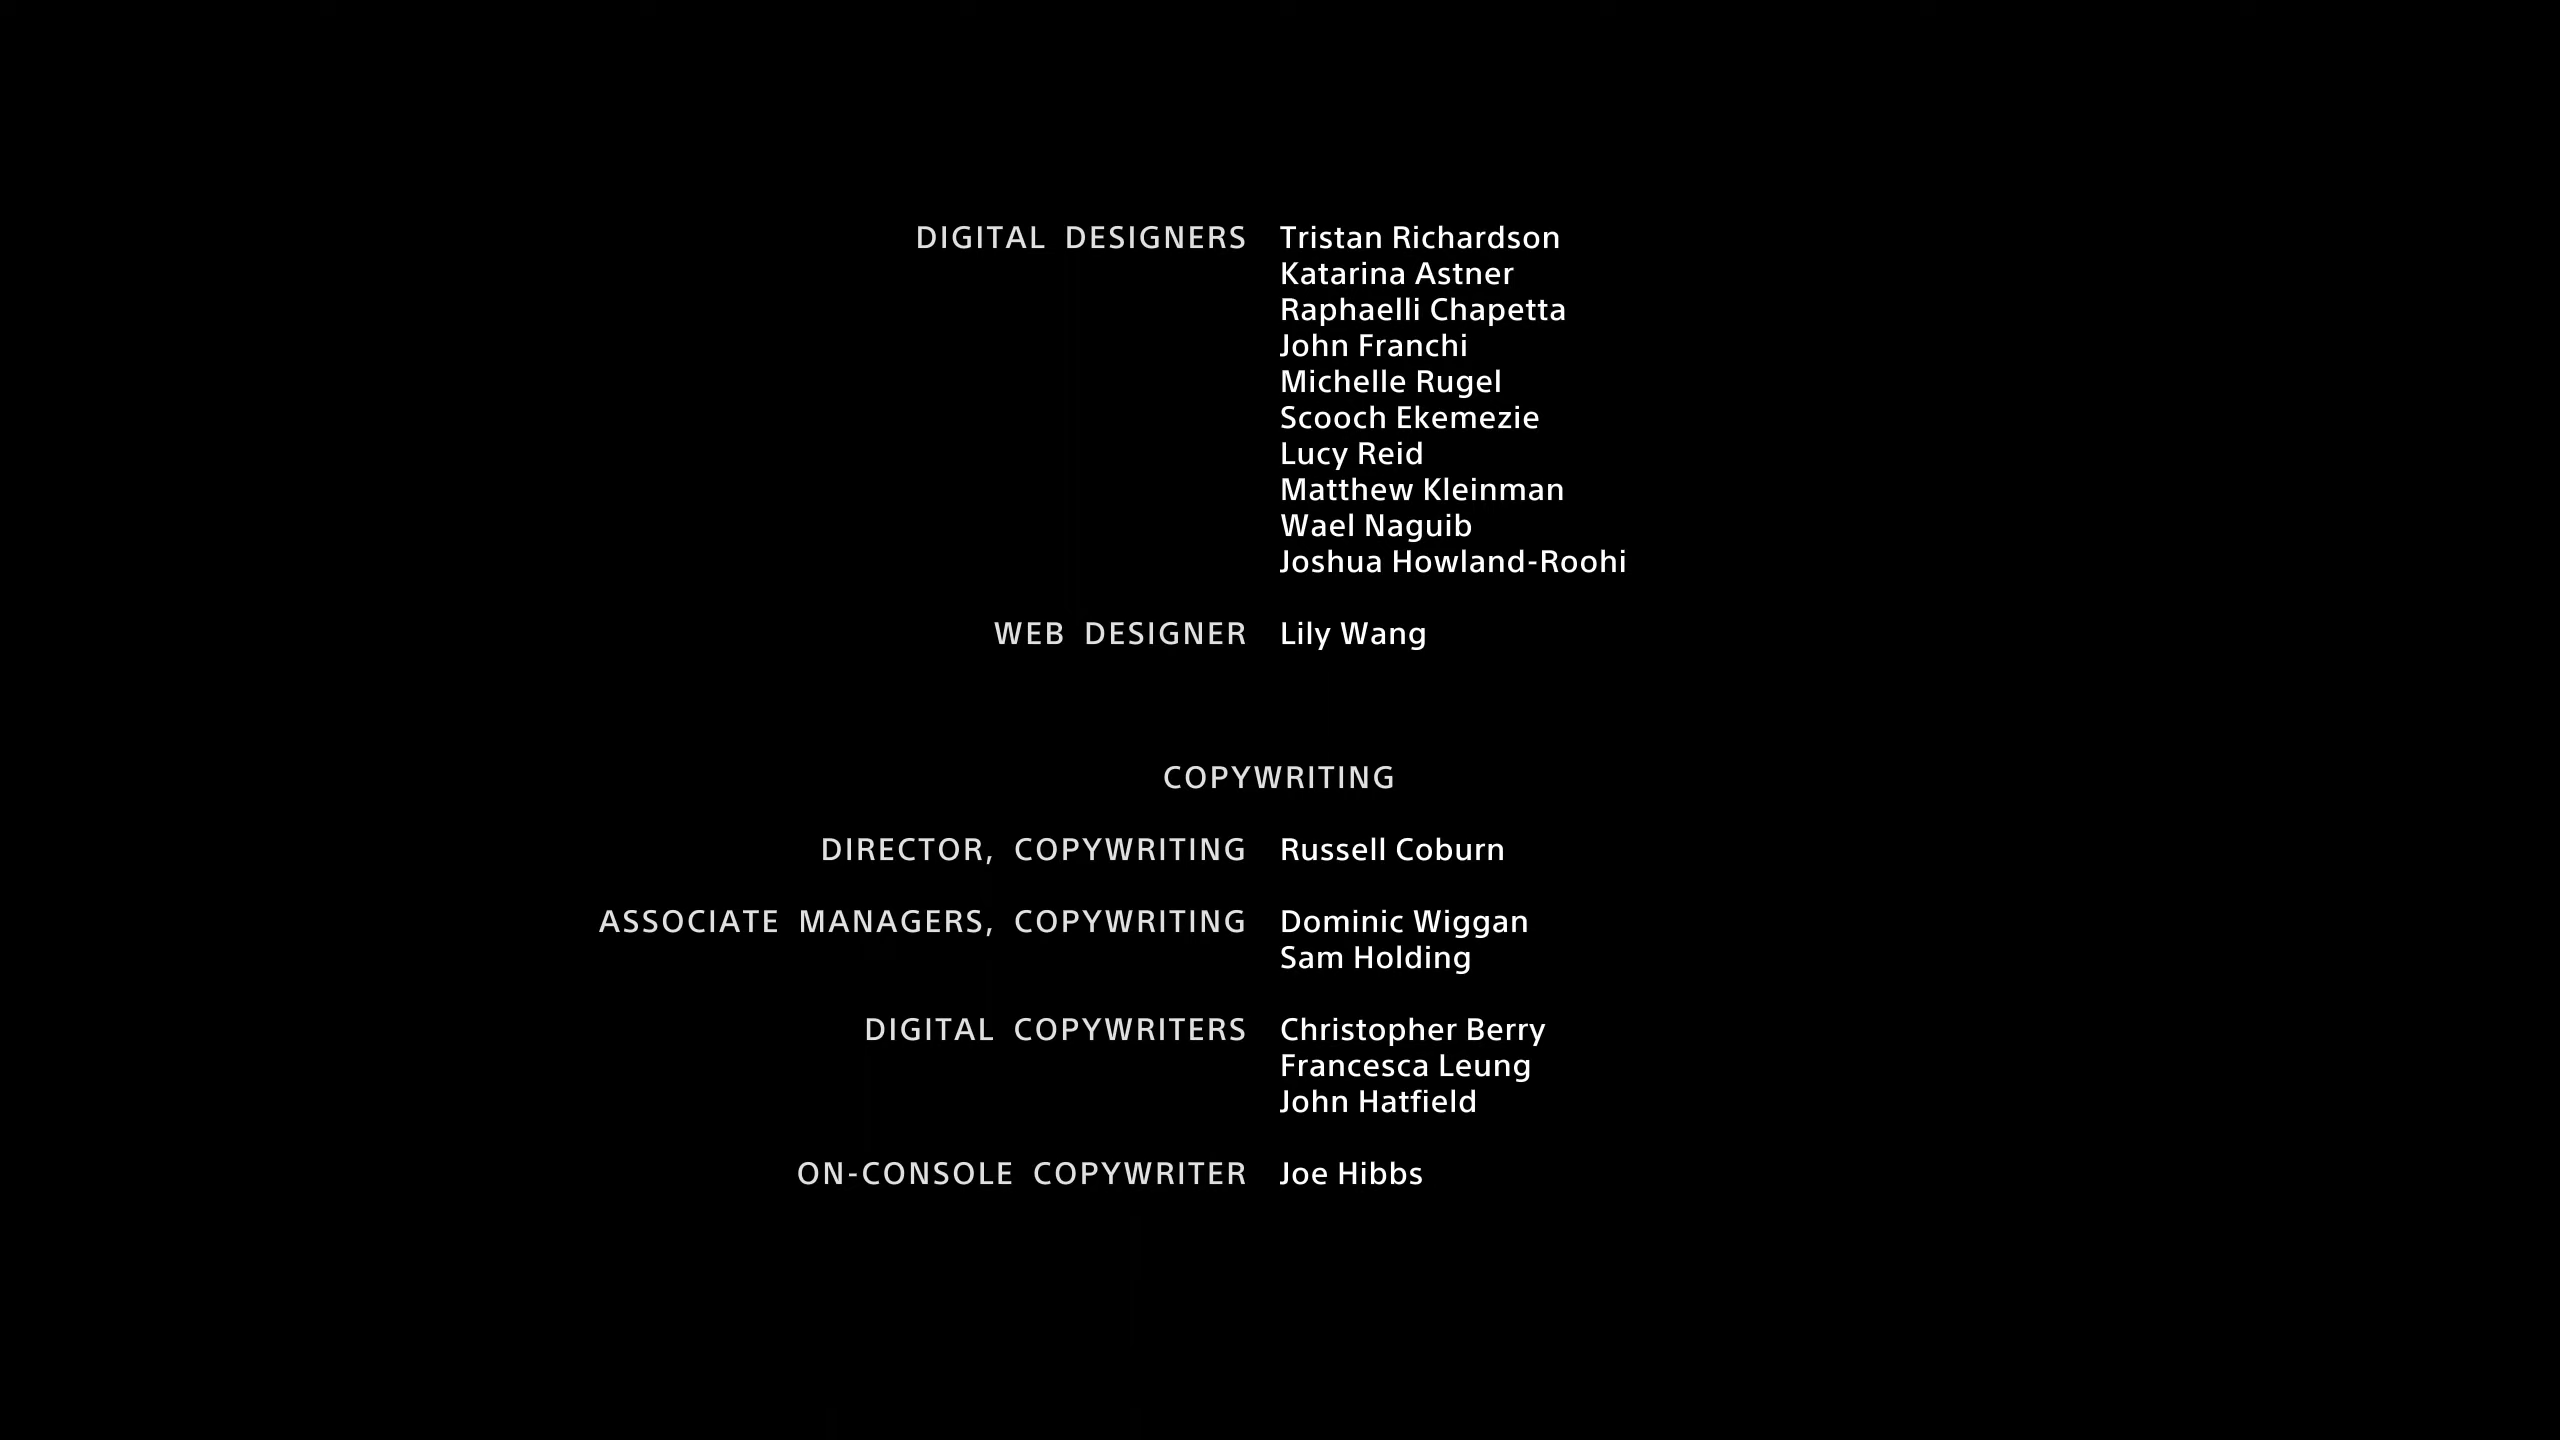 DIGITAL DESIGNERS Tristan Richardson
Katarina Astner
Raphaelli Chapetta
John Franchi
Michelle Rugel
Scooch Ekemezie
Lucy Reid
Matthew Kleinman
Wael Naguib
Joshua Howland-Roohi
WEB DESIGNER Lily Wang
COPYWRITING
DIRECTOR, COPYWRITING Russell Coburn
ASSOCIATE MANAGERS, COPYWRITING Dominic Wiggan
Sam Holding
DIGITAL COPYWRITERS Christopher Berry
Francesca Leung
John Hatfield
ON-CONSOLE COPYWRITER Joe Hibbs